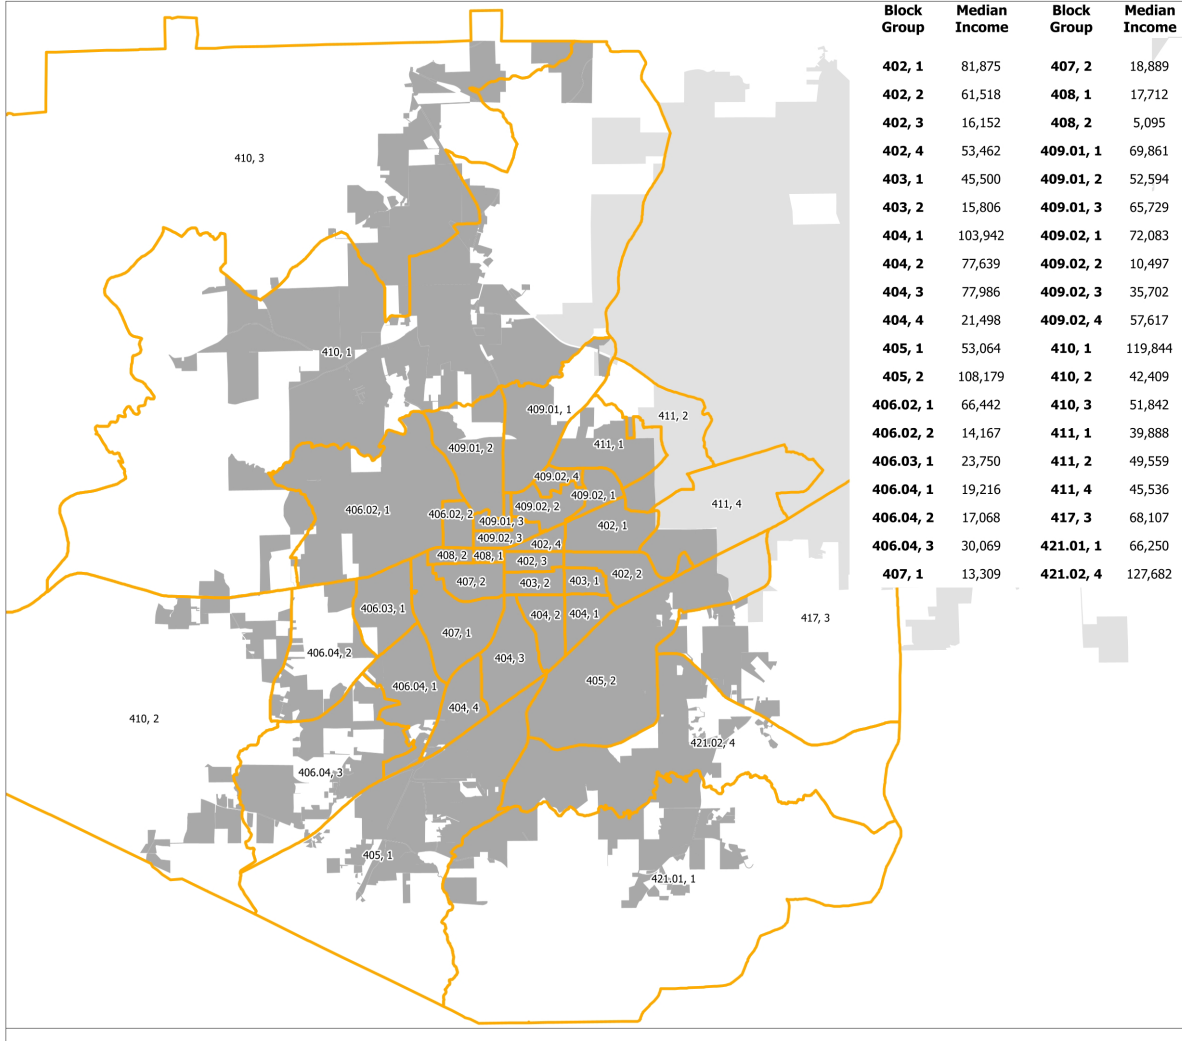 Block Group Median Income Block Group Median Income
402, 1 81,875 407, 2 18,889
402, 2 61,518 408, 1 17,712
402, 3 16,152 408, 2 5,095
402, 4 53,462 409.01, 1 69,861
403, 1 45,500 409.01, 2 52,594
403, 2 15,806 409.01, 3 65,729
404, 1 103,942 409.02, 1 72,083
404, 2 77,639 409.02, 2 10,497
404, 3 77,986 409.02, 3 35,702
404, 4 21,498 409.02, 4 57,617
405, 1 53,064 410, 1 119,844
405, 2 108,179 410, 2 42,409
406.02, 1 66,442 410, 3 51,842
406.02, 2 14,167 411, 1 39,888
406.03, 1 23,750 411, 2 49,559
406.04, 1 19,216 411, 4 45,536
406.04, 2 17,068 417, 3 68,107
406.04, 3 30,069 421.01, 1 66,250
407, 1 13,309 421.02, 4 127,682
410, 3
410, 1
409.01, 1
411, 2
411, 1
409.01, 2
409.02, 4
409.02, 1
411, 4
409.02, 2
406.02, 1
406.02, 2
409.01, 3
402, 1
409.02, 3
402, 4
408, 2
408, 1
402, 3
402, 2
407, 2
403, 2
403, 1
406.03, 1
404, 2
404, 1
417, 3
407, 1
406.04, 2
404, 3
405, 2
406.04, 1
404, 4
410, 2
421.02, 4
406.04, 3
405, 1
421.01, 1